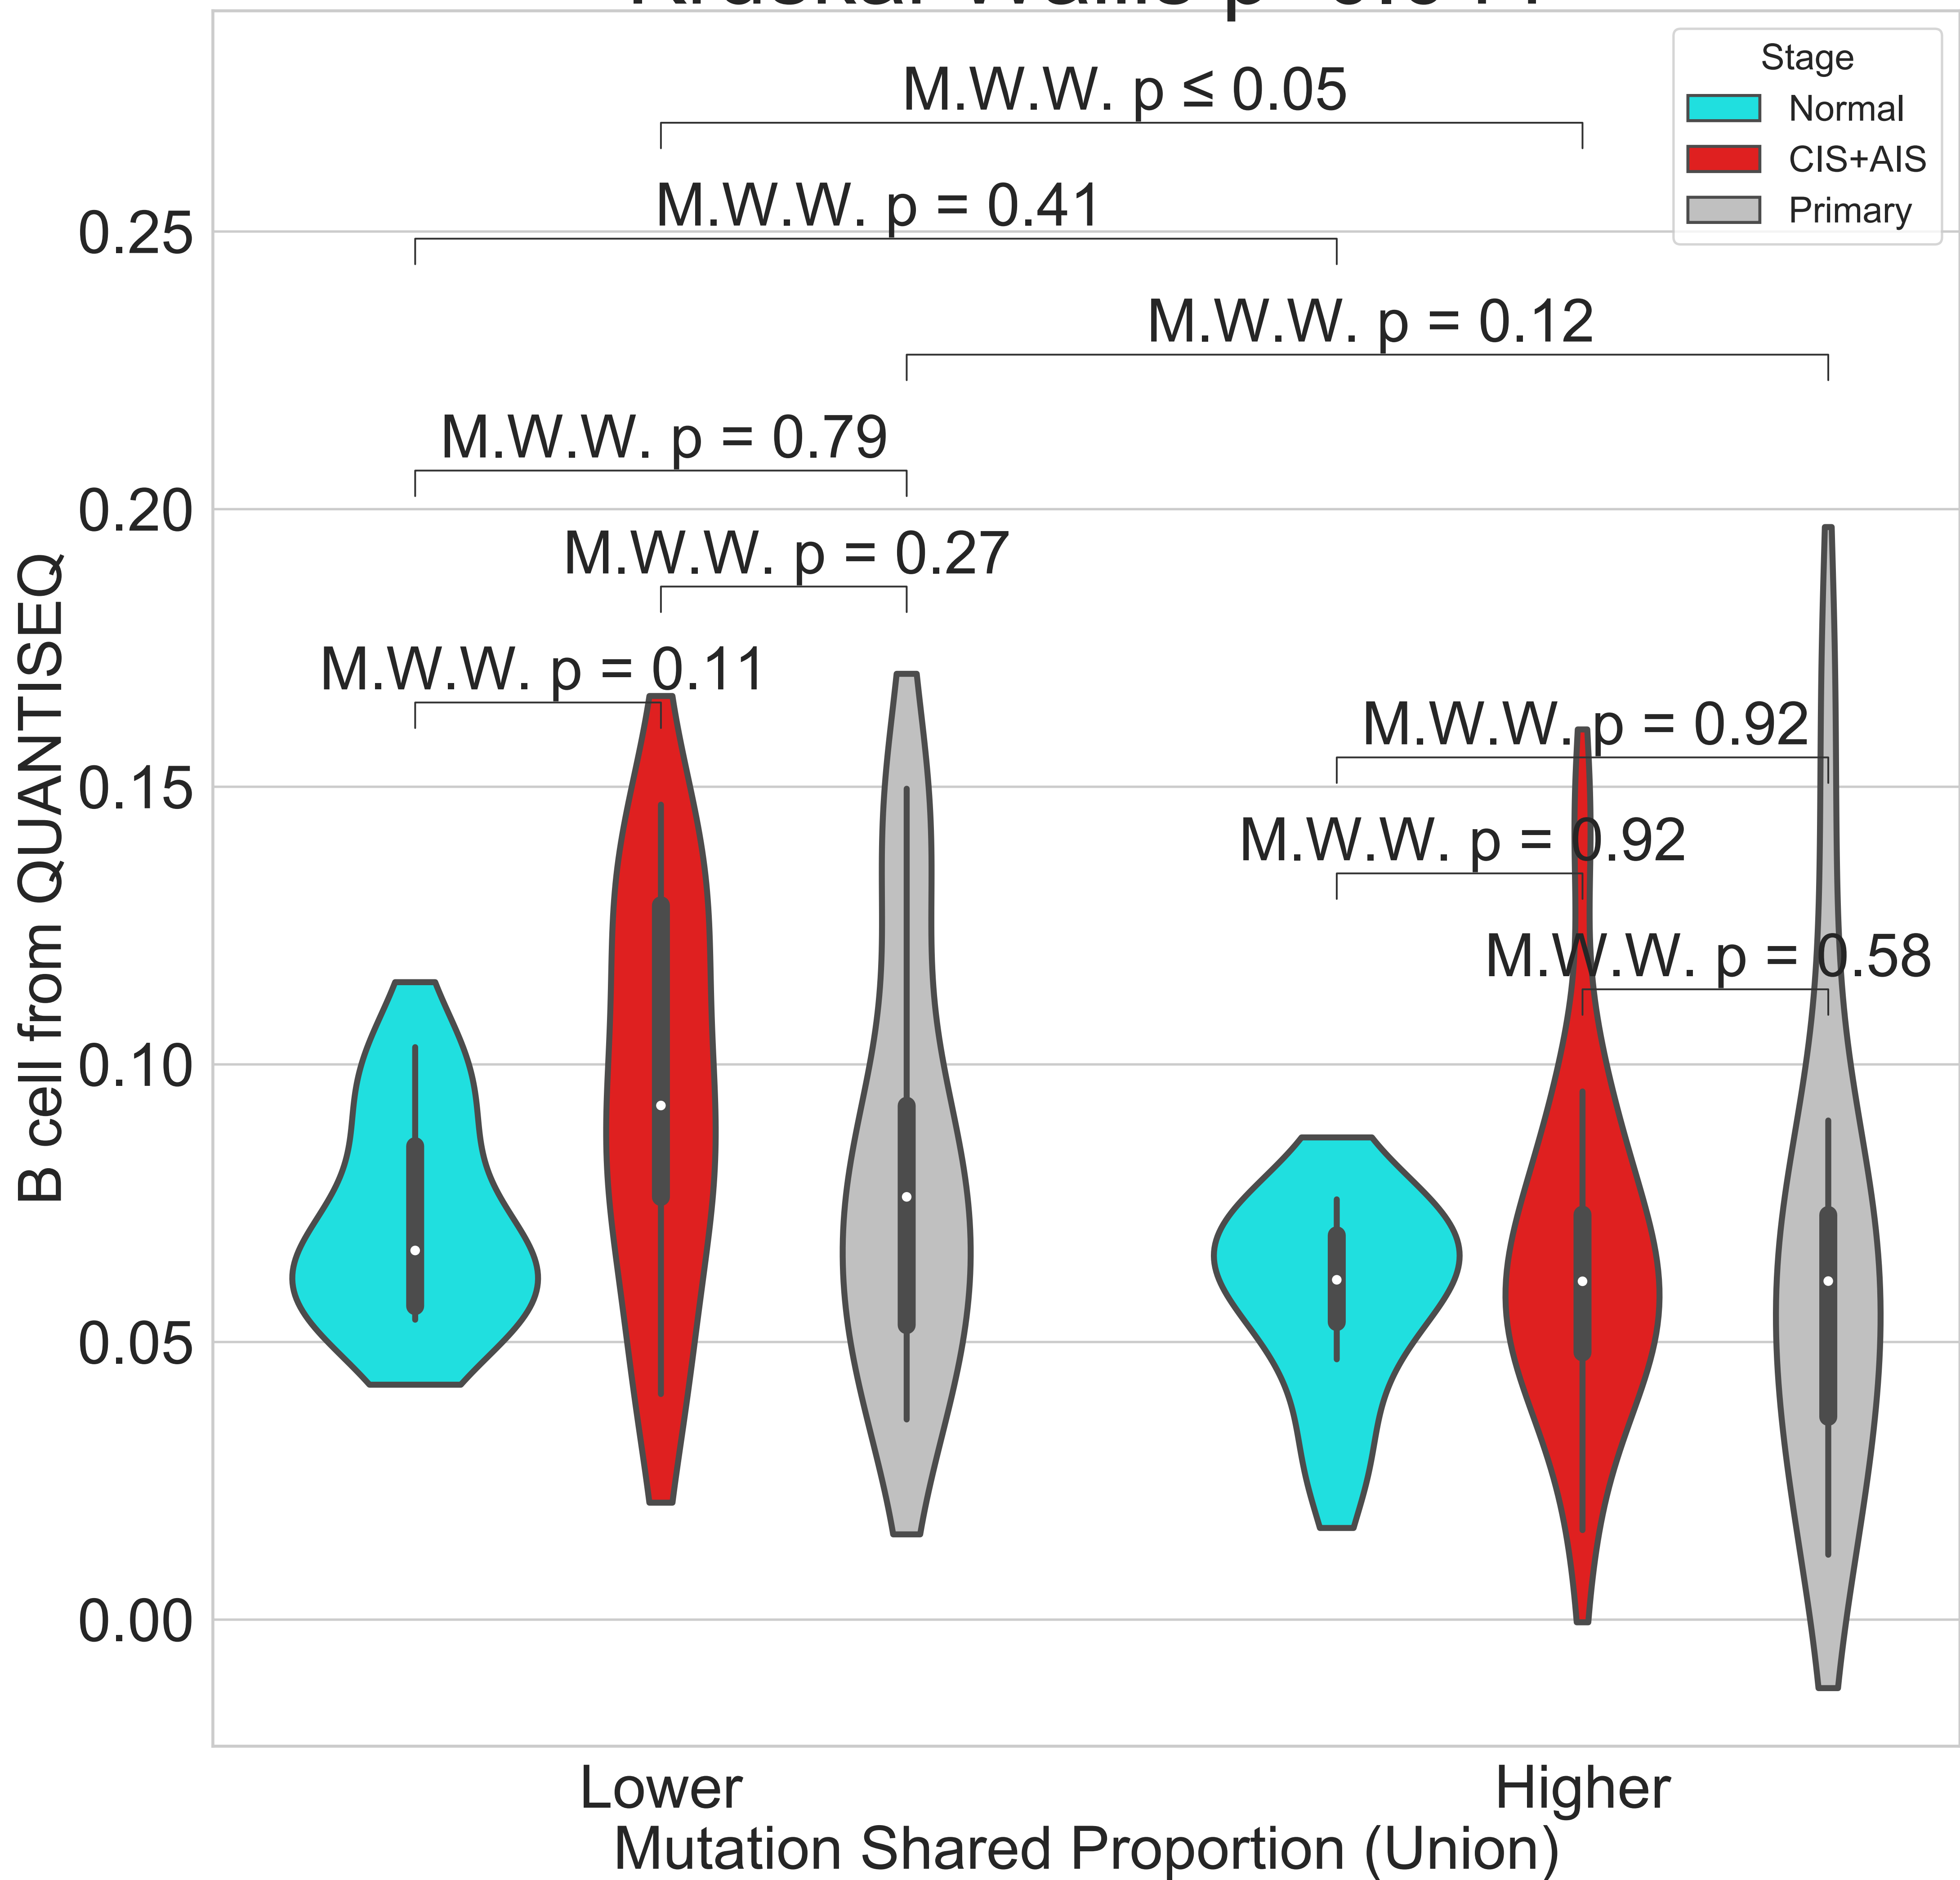 Stage
Normal
CIS+AIS
Primary
M.W.W. p ≤ 0.05
M.W.W. p = 0.41
M.W.W. p = 0.12
M.W.W. p = 0.79
M.W.W. p = 0.27
M.W.W. p = 0.11
M.W.W. p = 0.92
M.W.W. p = 0.92
M.W.W. p = 0.58
B cell from QUANTISEQ
0.25
0.20
0.15
0.10
0.05
0.00
Lower
Higher
Mutation Shared Proportion (Union)